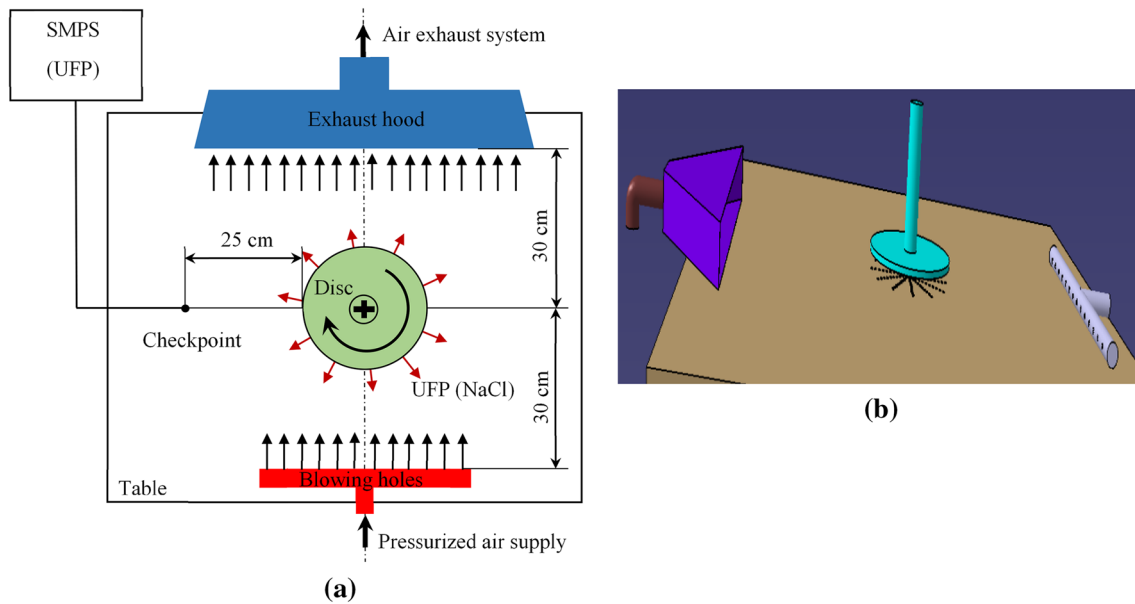 SMPS
(UFP)
Air exhaust system
Exhaust hood
25 cm
30 cm
Disc
Checkpoint
UFP (NaCl)
30 cm
Blowing holes
Table
Pressurized air supply
(a)
(b)